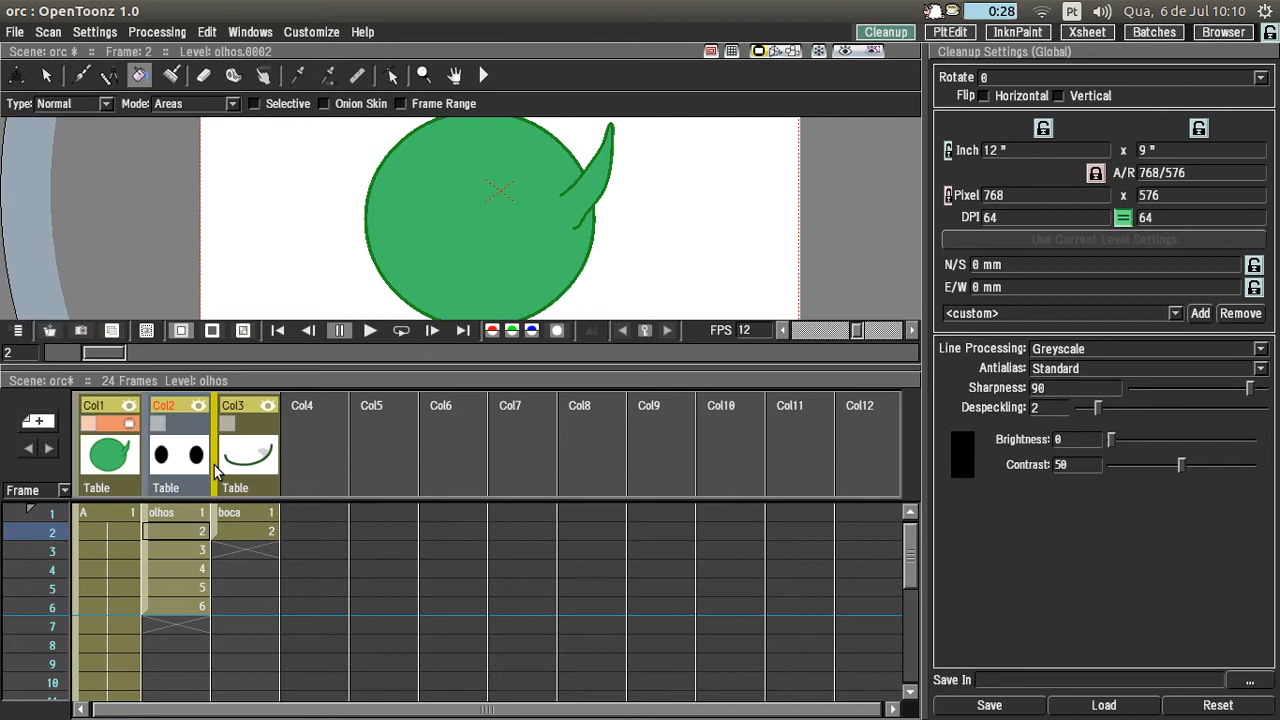 orc : OpenToonz 1.0
0:28
Pt
Qua, 6 de Jul 10:10
File Scan Settings Processing Edit Windows Customize Help
Cleanup PltEdit InknPaint Xsheet Batches Browser
Scene: orc * :: Frame: 2 :: Level: olhos.0002
Cleanup Settings (Global)
Type: Normal Mode: Areas Selective Onion Skin Frame Range
Rotate 0
Flip Horizontal Vertical
Inch 12 " x 9 "
A/R 768/576
Pixel 768 x 576
DPI 64 64
Use Current Level Settings
N/S 0 mm
E/W 0 mm
<custom> Add Remove
Line Processing: Greyscale
Antialias: Standard
Sharpness: 90
Despeckling: 2
Brightness: 0
Contrast: 50
Save In ...
Save Load Reset
FPS 12
2
Scene: orc* :: 24 Frames Level: olhos
Col1 Col2 Col3 Col4 Col5 Col6 Col7 Col8 Col9 Col10 Col11 Col12
Table Table Table
Frame
1 A 1 olhos 1 boca 1
2 2 2
3 3
4 4
5 5
6 6
7
8
9
10